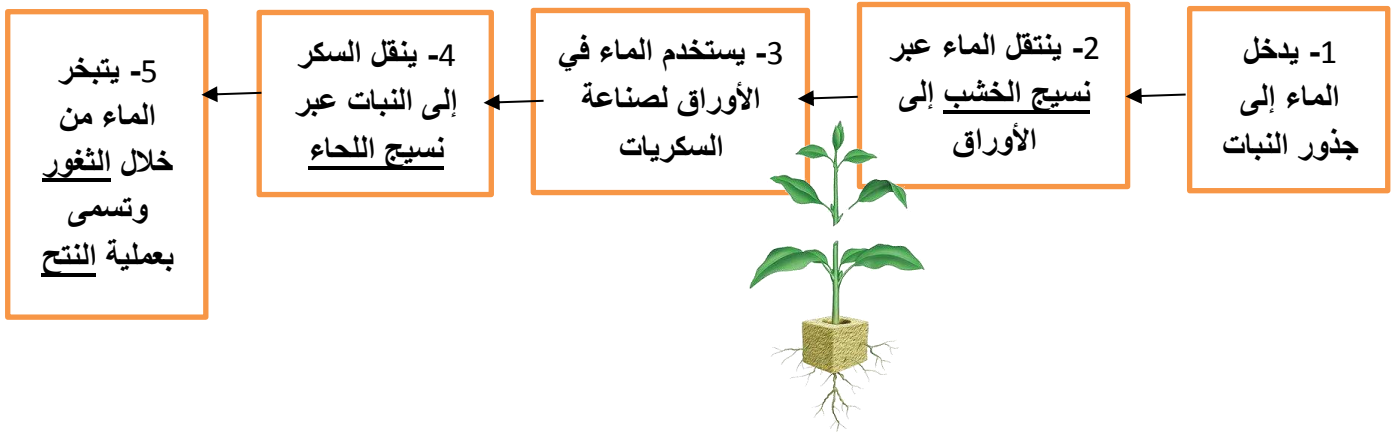 1- يدخل
الماء إلى
جذور النبات
2- ينتقل الماء عبر
نسيج الخشب إلى
الأوراق
3- يستخدم الماء في
الأوراق لصناعة
السكريات
4- ينقل السكر
إلى النبات عبر
نسيج اللحاء
5- يتبخر
الماء من
خلال الثغور
وتسمى
بعملية النتح